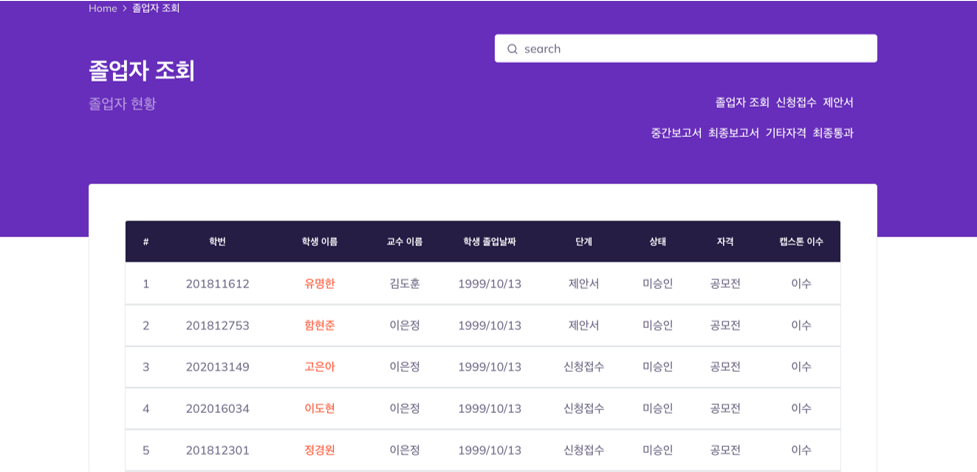 Home > 졸업자 조회
search
졸업자 조회
졸업자 현황
졸업자 조회 신청접수 제안서
중간보고서 최종보고서 기타자격 최종통과
# 학번 학생 이름 교수 이름 학생 졸업날짜 단계 상태 자격 캡스톤 이수
1 201811612 유명한 김도훈 1999/10/13 제안서 미승인 공모전 이수
2 201812753 함현준 이은정 1999/10/13 제안서 미승인 공모전 이수
3 202013149 고은아 이은정 1999/10/13 신청접수 미승인 공모전 이수
4 202016034 이도현 이은정 1999/10/13 신청접수 미승인 공모전 이수
5 201812301 정경원 이은정 1999/10/13 신청접수 미승인 공모전 이수